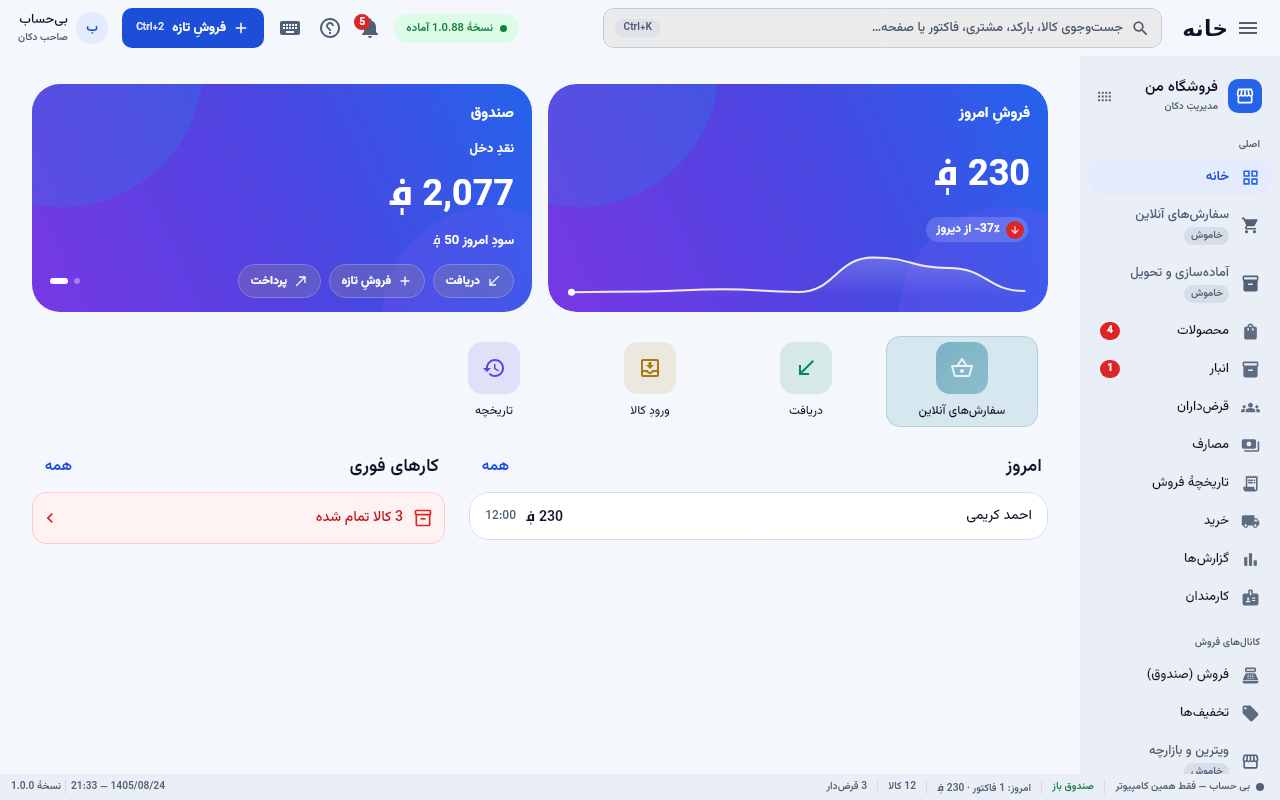 خانه
جست‌وجوی کالا، بارکد، مشتری، فاکتور یا صفحه…
Ctrl+K
نسخهٔ 1.0.88 آماده
5
فروشِ تازه
Ctrl+2
ب
بی‌حساب
صاحب دکان
فروشگاه من
مدیریتِ دکان
اصلی
خانه
سفارش‌های آنلاین
خاموش
آماده‌سازی و تحویل
خاموش
محصولات
4
انبار
1
قرض‌داران
مصارف
تاریخچهٔ فروش
خرید
گزارش‌ها
کارمندان
کانال‌های فروش
فروش (صندوق)
تخفیف‌ها
ویترین و بازارچه
خاموش
فروشِ امروز
230 ؋
-37٪ از دیروز
صندوق
نقدِ دخل
2,077 ؋
سودِ امروز 50 ؋
دریافت
فروشِ تازه
پرداخت
سفارش‌های آنلاین
دریافت
ورودِ کالا
تاریخچه
امروز
همه
احمد کریمی
230 ؋
12:00
کارهای فوری
همه
3 کالا تمام شده
بی حساب — فقط همین کامپیوتر
صندوق باز
امروز: 1 فاکتور · 230 ؋
12 کالا
3 قرض‌دار
1405/08/24 — 21:33
نسخهٔ 1.0.0